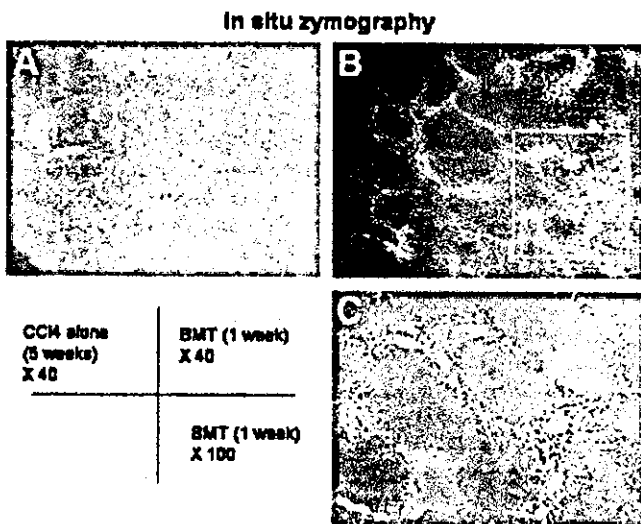 In situ zymography
A
B
CCl4 alone
(5 weeks)
X 40
BMT (1 week)
X 40
BMT (1 week)
X 100
C